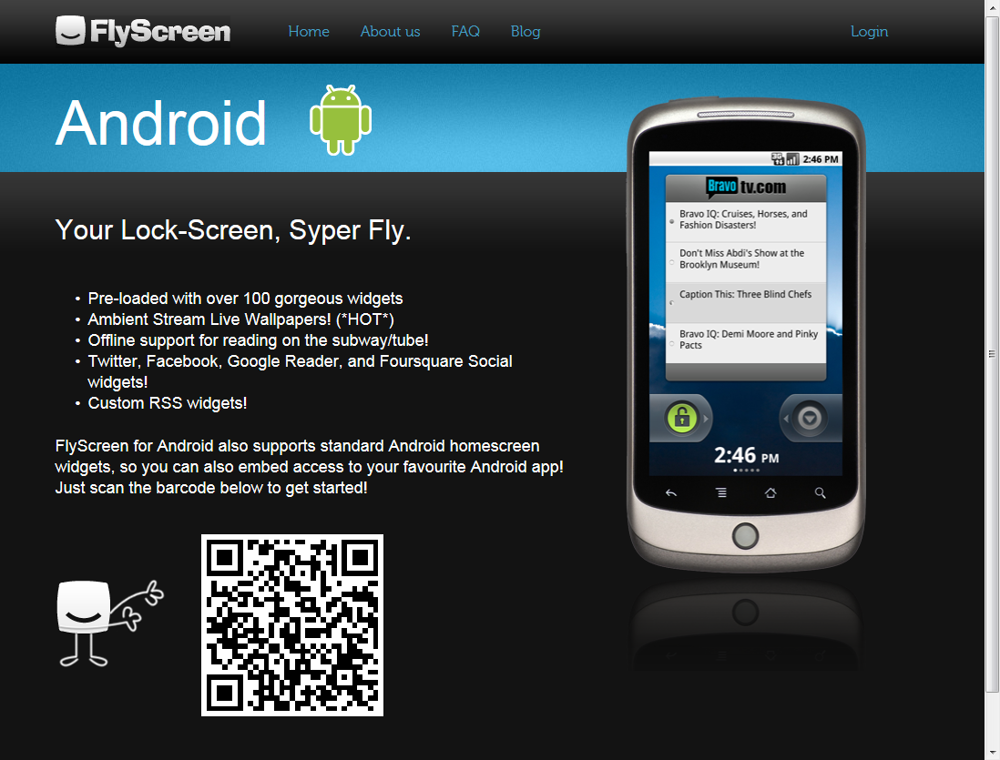 FlyScreen
Home
About us
FAQ
Blog
Login
Android
Your Lock-Screen, Syper Fly.
• Pre-loaded with over 100 gorgeous widgets
• Ambient Stream Live Wallpapers! (*HOT*)
• Offline support for reading on the subway/tube!
• Twitter, Facebook, Google Reader, and Foursquare Social
widgets!
• Custom RSS widgets!
FlyScreen for Android also supports standard Android homescreen
widgets, so you can also embed access to your favourite Android app!
Just scan the barcode below to get started!
3G
2:46 PM
Bravo tv.com
Bravo IQ: Cruises, Horses, and
Fashion Disasters!
Don't Miss Abdi's Show at the
Brooklyn Museum!
Caption This: Three Blind Chefs
Bravo IQ: Demi Moore and Pinky
Pacts
2:46 PM